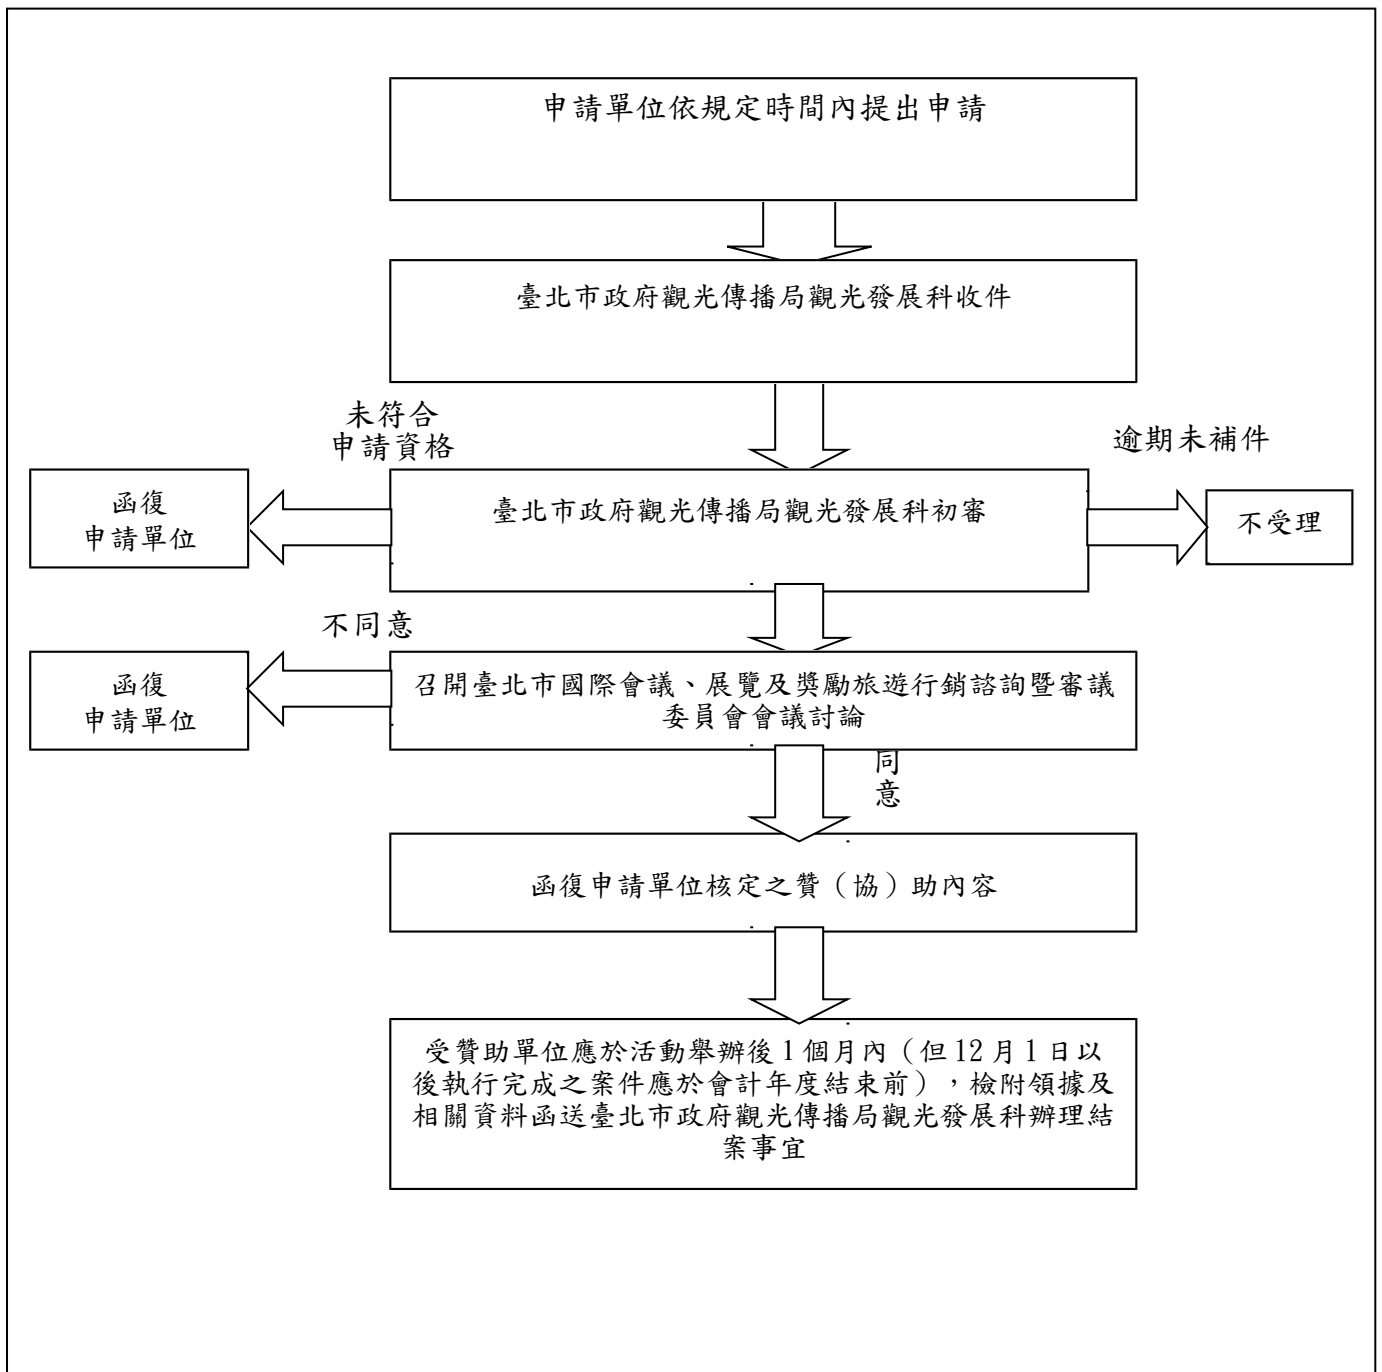 申請單位依規定時間內提出申請
臺北市政府觀光傳播局觀光發展科收件
未符合
申請資格
逾期未補件
函復
申請單位
臺北市政府觀光傳播局觀光發展科初審
不受理
不同意
函復
申請單位
召開臺北市國際會議、展覽及獎勵旅遊行銷諮詢暨審議
委員會會議討論
同
意
函復申請單位核定之贊（協）助內容
受贊助單位應於活動舉辦後1個月內（但12月1日以
後執行完成之案件應於會計年度結束前），檢附領據及
相關資料函送臺北市政府觀光傳播局觀光發展科辦理結
案事宜